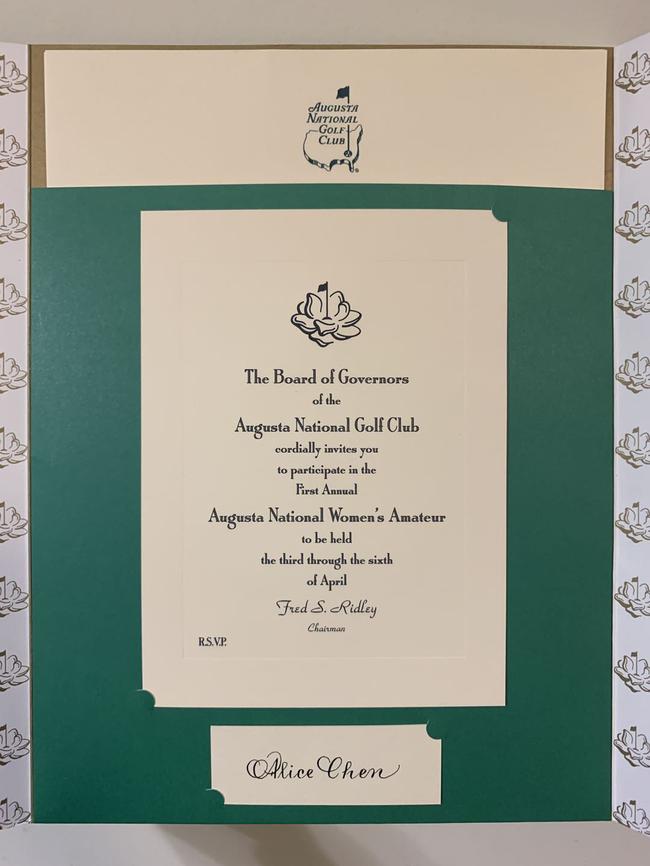 Augusta
National
Golf
Club
The Board of Governors
of the
Augusta National Golf Club
cordially invites you
to participate in the
First Annual
Augusta National Women's Amateur
to be held
the third through the sixth
of April
Fred S. Ridley
Chairman
R.S.V.P.
Alice Chen